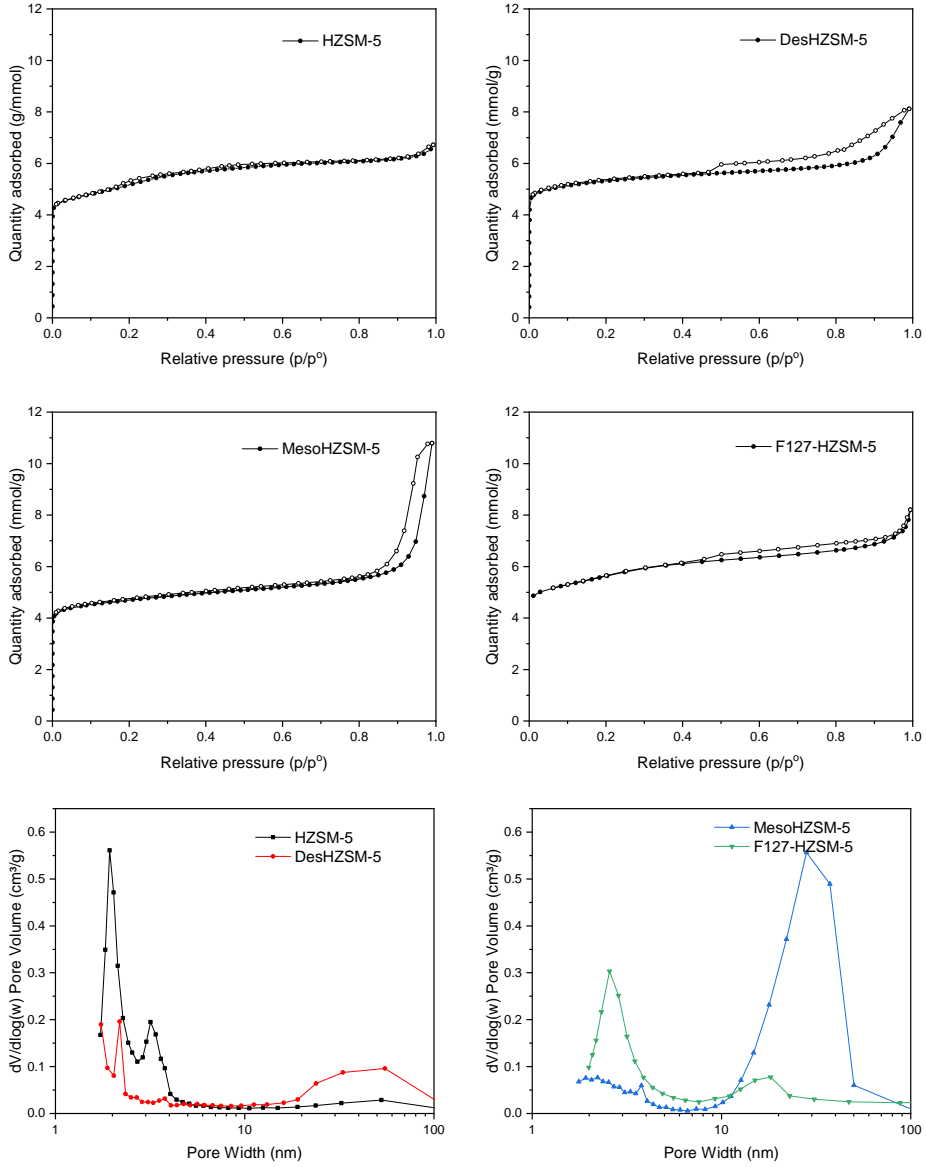 12
10
8
6
4
2
0
Quantity adsorbed (g/mmol)
HZSM-5
0.0 0.2 0.4 0.6 0.8 1.0
Relative pressure (p/pº)
12
10
8
6
4
2
0
Quantity adsorbed (mmol/g)
DesHZSM-5
0.0 0.2 0.4 0.6 0.8 1.0
Relative pressure (p/pº)
12
10
8
6
4
2
0
Quantity adsorbed (mmol/g)
MesoHZSM-5
0.0 0.2 0.4 0.6 0.8 1.0
Relative pressure (p/pº)
12
10
8
6
4
2
0
Quantity adsorbed (mmol/g)
F127-HZSM-5
0.0 0.2 0.4 0.6 0.8 1.0
Relative pressure (p/pº)
0.6
0.5
0.4
0.3
0.2
0.1
0.0
dV/dlog(w) Pore Volume (cm³/g)
HZSM-5
DesHZSM-5
1 10 100
Pore Width (nm)
0.6
0.5
0.4
0.3
0.2
0.1
0.0
dV/dlog(w) Pore Volume (cm³/g)
MesoHZSM-5
F127-HZSM-5
1 10 100
Pore Width (nm)